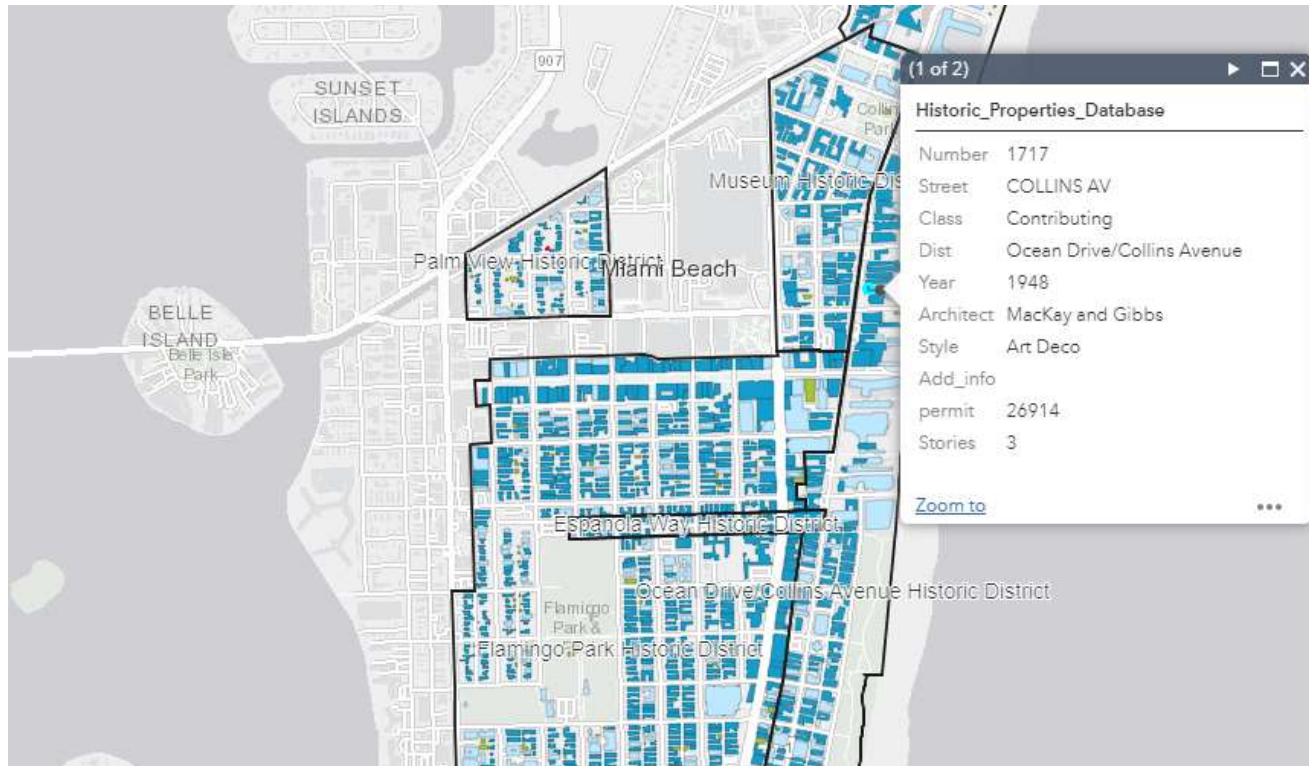 907
SUNSET
ISLANDS
Museum Historic Dis
Palm View Historic District
Miami Beach
BELLE
ISLAND
Belle Isle
Park
Espanola Way Historic District
Ocean Drive/Collins Avenue Historic District
Flamingo
Park &
Flamingo Park Historic District
Collin
Par
(1 of 2)
Historic_Properties_Database
Number 1717
Street COLLINS AV
Class Contributing
Dist Ocean Drive/Collins Avenue
Year 1948
Architect MacKay and Gibbs
Style Art Deco
Add_info
permit 26914
Stories 3
Zoom to